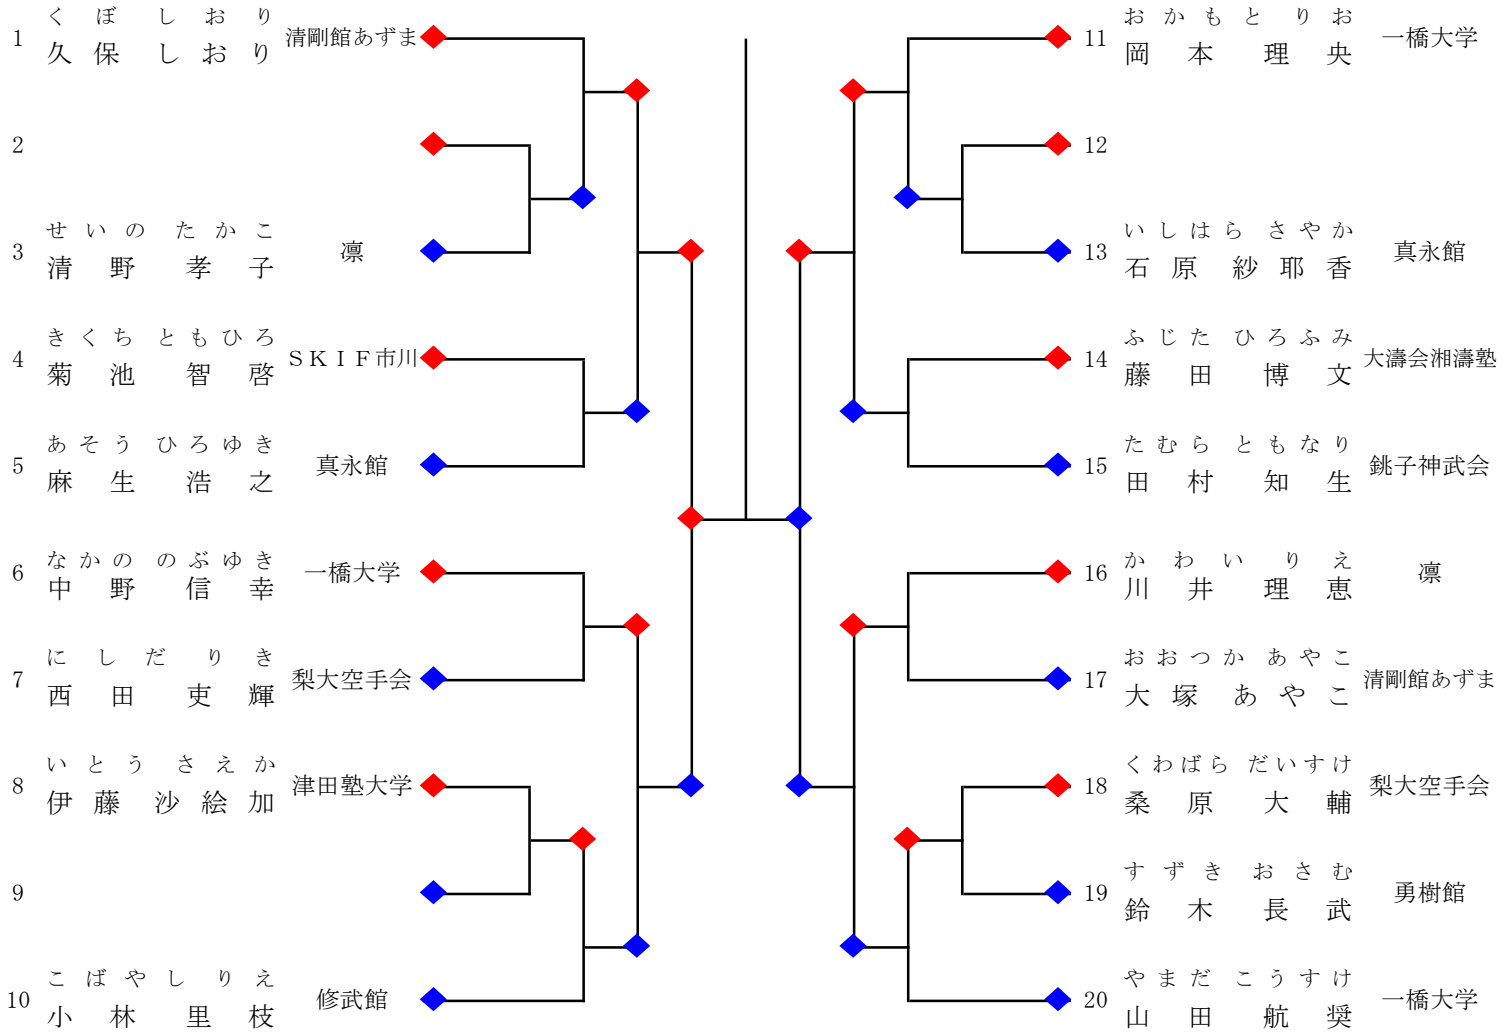 くぼ しおり
1 久保 しおり 清剛館あずま
2
せいの たかこ
3 清野 孝子 凛
きくち ともひろ
4 菊池 智啓 ＳＫＩＦ市川
あそう ひろゆき
5 麻生 浩之 真永館
なかの のぶゆき
6 中野 信幸 一橋大学
にしだ りき
7 西田 吏輝 梨大空手会
いとう さえか
8 伊藤 沙絵加 津田塾大学
9
こばやし りえ
10 小林 里枝 修武館
おかもと りお
11 岡本 理央 一橋大学
12
いしはら さやか
13 石原 紗耶香 真永館
ふじた ひろふみ
14 藤田 博文 大濤会湘濤塾
たむら ともなり
15 田村 知生 銚子神武会
かわい りえ
16 川井 理恵 凛
おおつか あやこ
17 大塚 あやこ 清剛館あずま
くわばら だいすけ
18 桑原 大輔 梨大空手会
すずき おさむ
19 鈴木 長武 勇樹館
やまだ こうすけ
20 山田 航奨 一橋大学